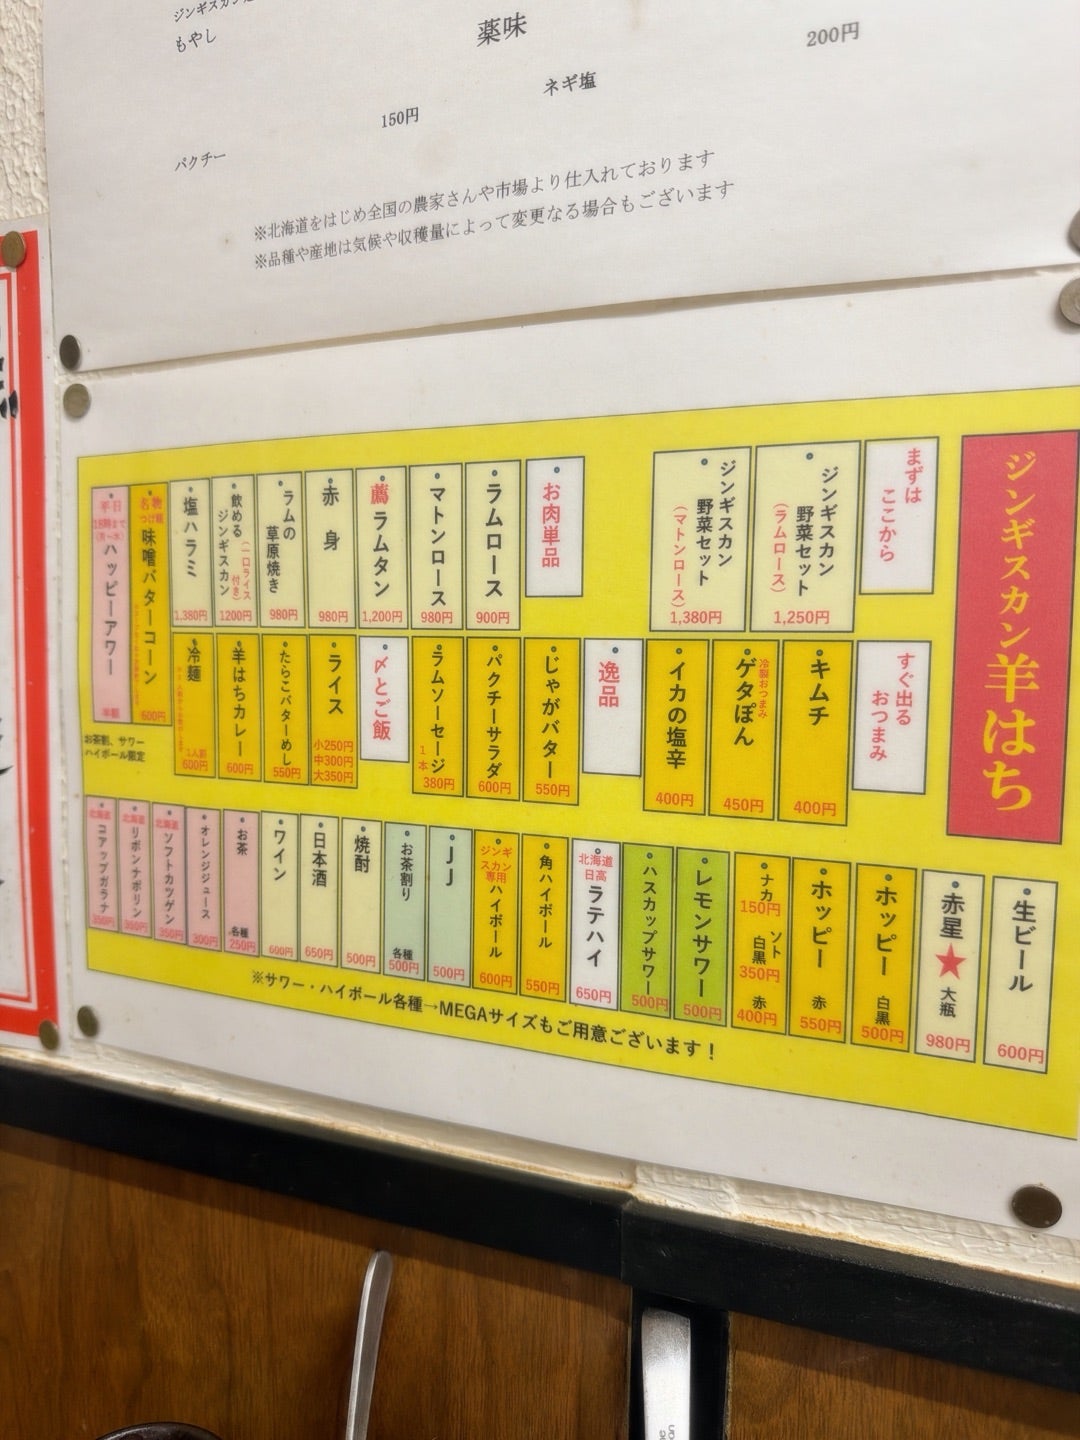 もやし
薬味
200円
ネギ塩
150円
パクチー
※北海道をはじめ全国の農家さんや市場より仕入れております
※品種や産地は気候や収穫量によって変更なる場合もございます
ジンギスカン羊はち
まずは
ここから
ジンギスカン
野菜セット
(ラムロース)
1,250円
ジンギスカン
野菜セット
(マトンロース)
1,380円
お肉単品
ラムロース
900円
マトンロース
980円
薦ラムタン
1,200円
赤身
980円
ラムの
草原焼き
980円
飲める
ジンギスカン
(一口ライス
付き)
1200円
塩ハラミ
1,380円
名物
つけ麺
味噌バターコーン
600円
平日
18時まで
ハッピーアワー
半額
お茶割、サワー
ハイボール限定
すぐ出る
おつまみ
キムチ
400円
冷製おつまみ
ゲタぽん
450円
イカの塩辛
400円
逸品
じゃがバター
550円
パクチーサラダ
600円
ラムソーセージ
1本
380円
〆とご飯
ライス
小250円
中300円
大350円
たらこバターめし
550円
羊はちカレー
600円
冷麺
1人前
600円
生ビール
600円
赤星★
大瓶
980円
ホッピー
白黒
500円
ホッピー
赤
550円
ナカ
150円
ソト
白黒
350円
赤
400円
レモンサワー
500円
ハスカップサワー
500円
北海道
日高
ラテハイ
650円
角ハイボール
550円
ジンギ
スカン
専用
ハイボール
600円
JJ
500円
お茶割り
各種
500円
焼酎
500円
日本酒
650円
ワイン
600円
お茶
各種
250円
オレンジジュース
300円
北海道
ソフトカツゲン
350円
北海道
リボンナポリン
350円
北海道
コアップガラナ
350円
※サワー・ハイボール各種→MEGAサイズもご用意ございます！